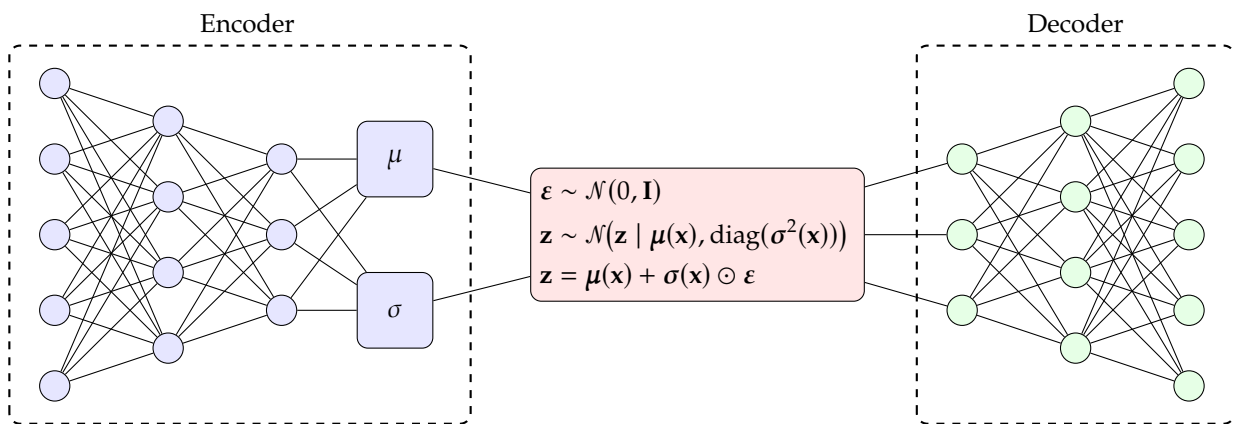 Encoder
Decoder
μ
σ
ε ∼ 𝒩(0, I)
z ∼ 𝒩(z | μ(x), diag(σ²(x)))
z = μ(x) + σ(x) ⊙ ε